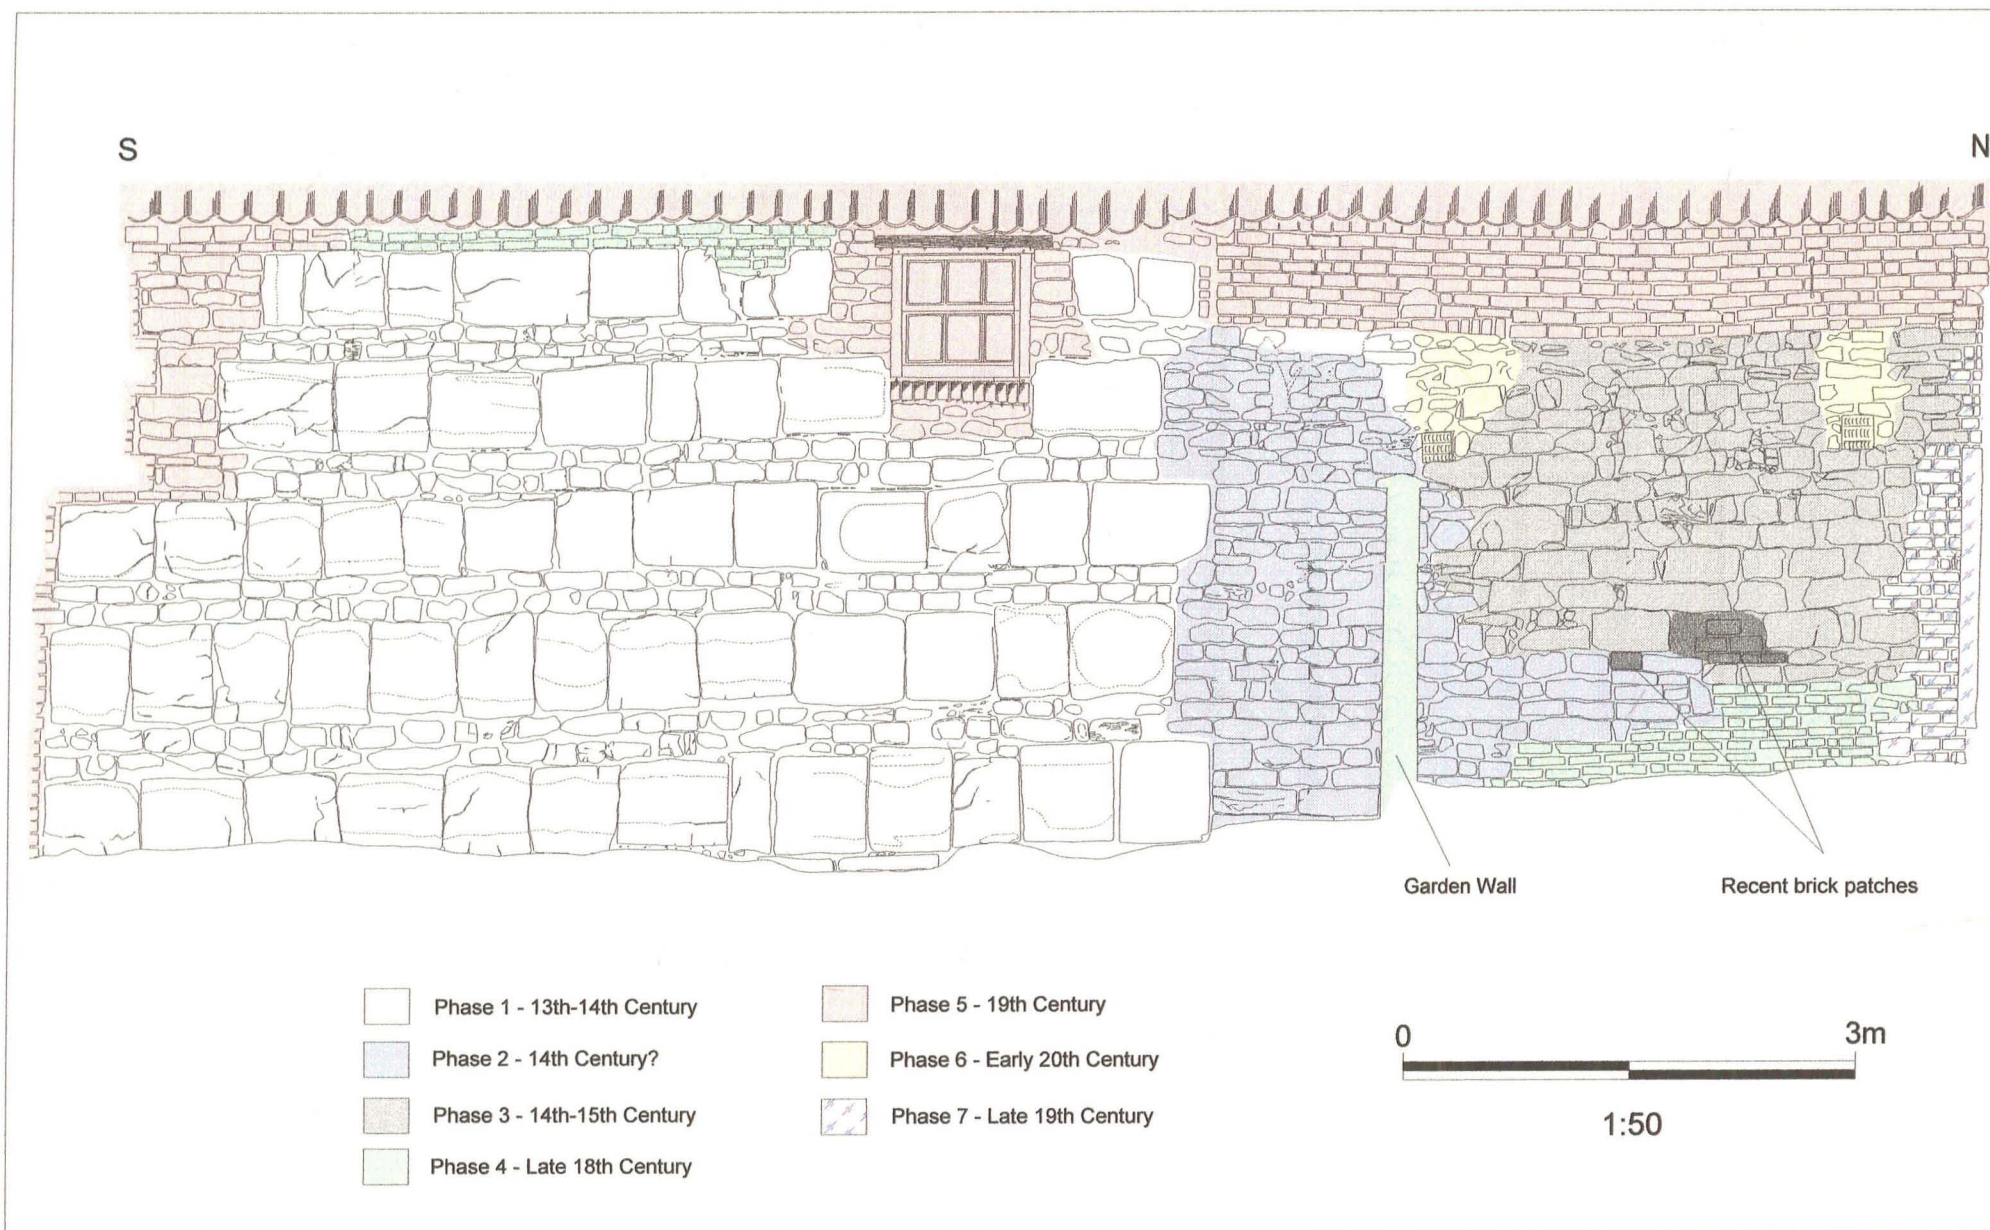 S
N
Garden Wall
Recent brick patches
Phase 1 - 13th-14th Century
Phase 2 - 14th Century?
Phase 3 - 14th-15th Century
Phase 4 - Late 18th Century
Phase 5 - 19th Century
Phase 6 - Early 20th Century
Phase 7 - Late 19th Century
0
3m
1:50